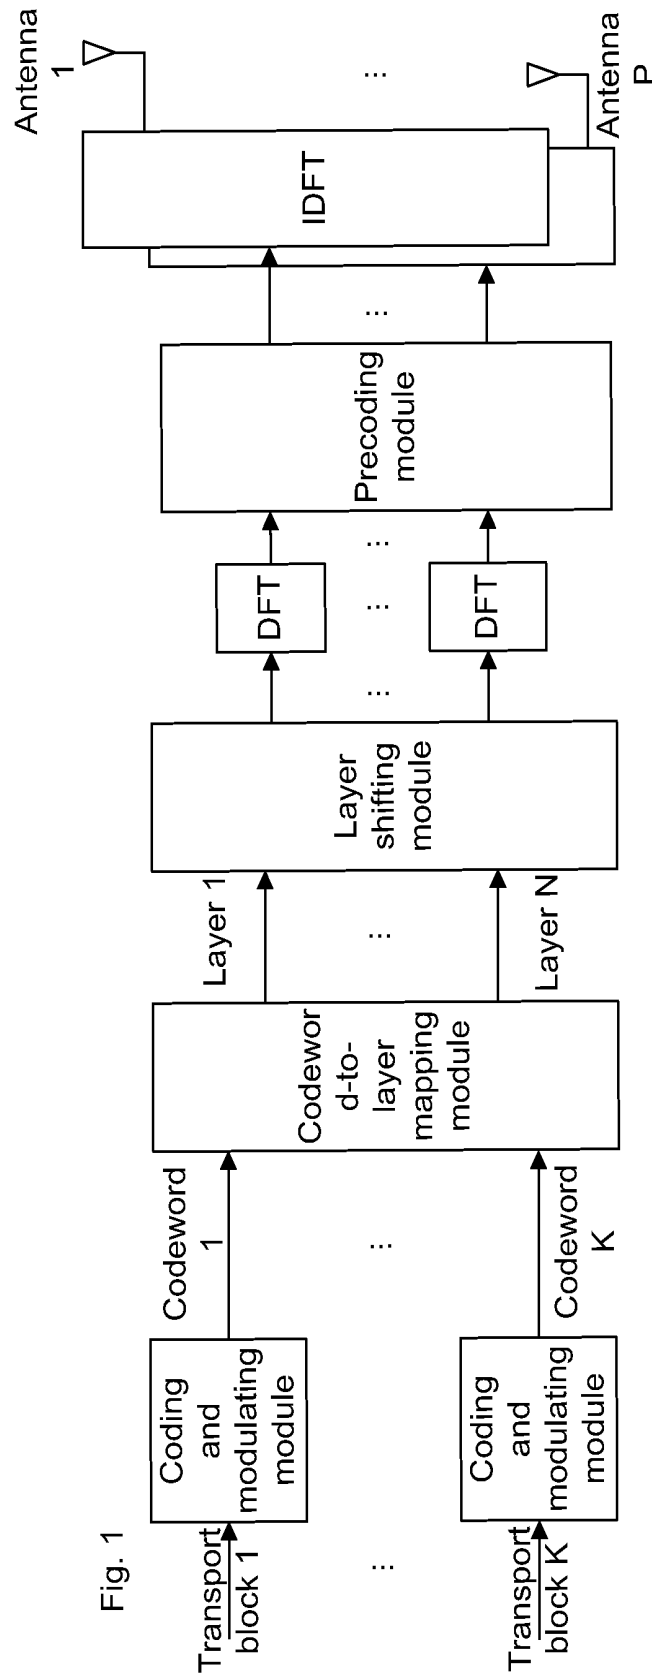 Fig. 1
Transport
block 1
Coding
and
modulating
module
Codeword
1
...
Transport
block K
Coding
and
modulating
module
Codeword
K
...
Codewor
d-to-
layer
mapping
module
Layer 1
...
Layer N
Layer
shifting
module
...
DFT
...
DFT
...
Precoding
module
...
IDFT
Antenna
1
...
Antenna
P